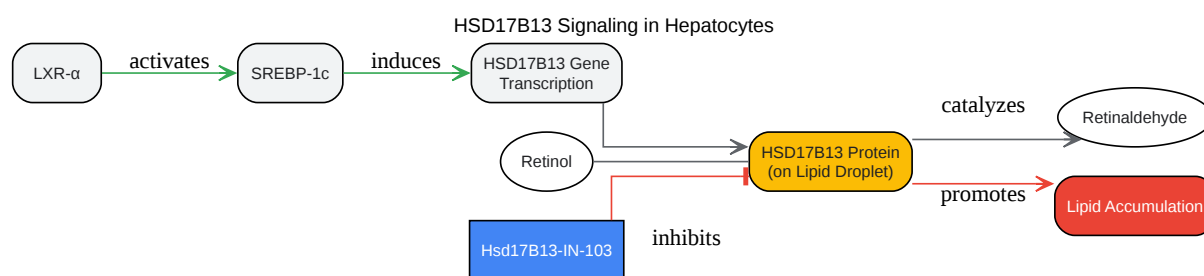 HSD17B13 Signaling in Hepatocytes
LXR-α
activates
SREBP-1c
induces
HSD17B13 Gene
Transcription
Retinol
HSD17B13 Protein
(on Lipid Droplet)
catalyzes
Retinaldehyde
promotes
Lipid Accumulation
Hsd17B13-IN-103
inhibits